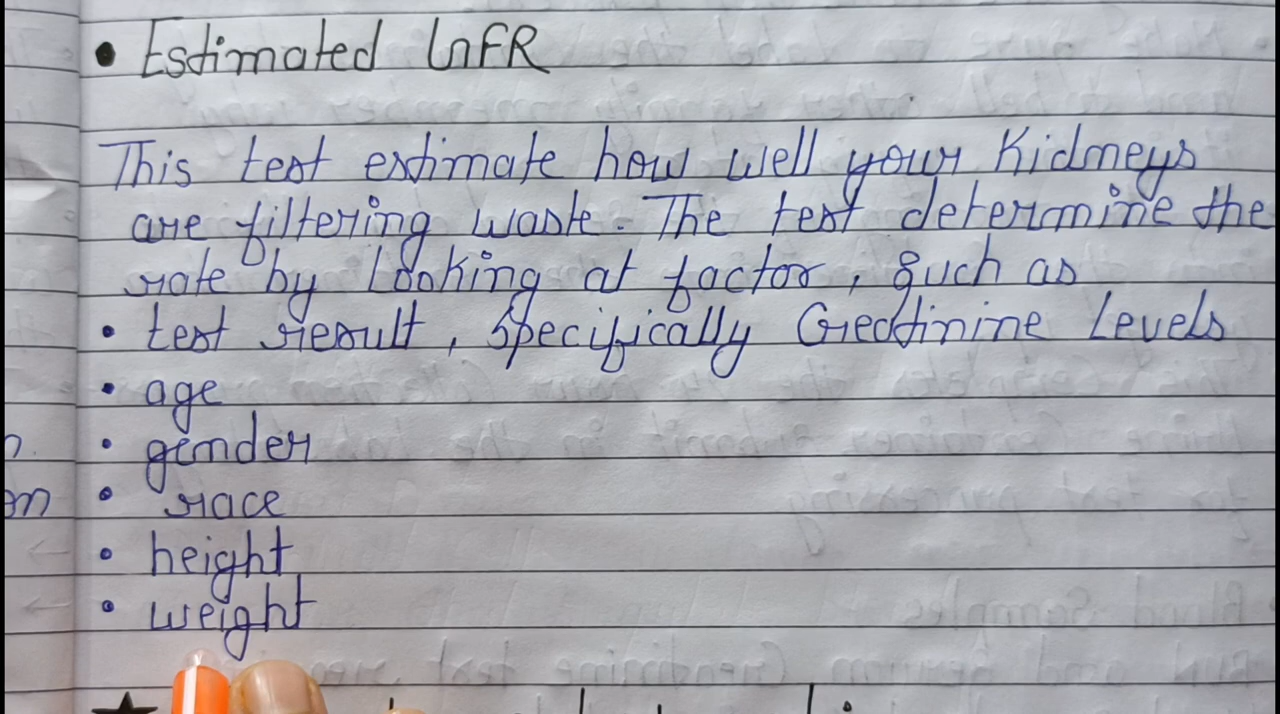 • Estimated GFR
This test estimate how well your Kidneys
are filtering waste. The test determine the
rate by Looking at factor, such as
• test result, Specifically Creatinine Levels
• age
• gender
• race
• height
• weight